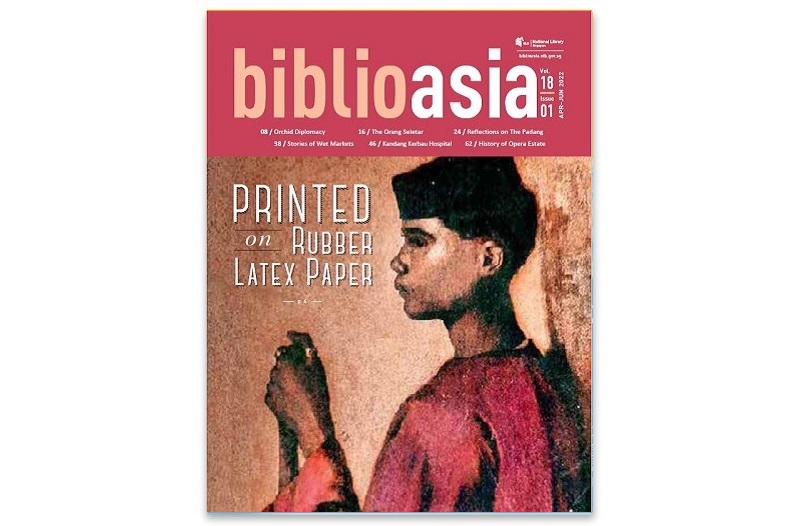 National Library
Singapore
biblioasia.nlb.gov.sg
biblioasia
Vol.
18
Issue
01
APR–JUN 2022
08 / Orchid Diplomacy 16 / The Orang Seletar 24 / Reflections on The Padang
38 / Stories of Wet Markets 46 / Kandang Kerbau Hospital 62 / History of Opera Estate
PRINTED
on RUBBER
LATEX PAPER